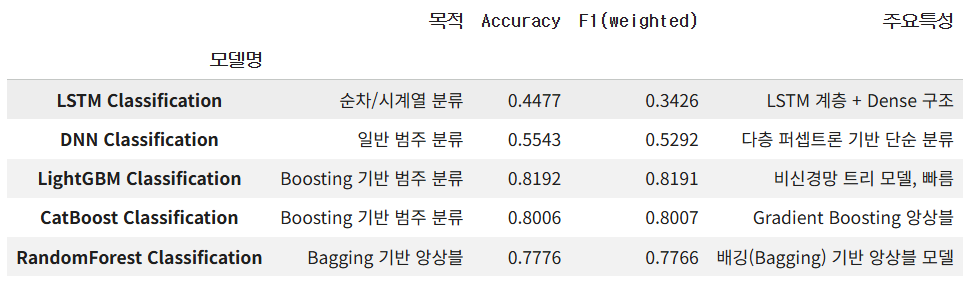 목적 Accuracy F1(weighted) 주요특성
모델명
LSTM Classification 순차/시계열 분류 0.4477 0.3426 LSTM 계층 + Dense 구조
DNN Classification 일반 범주 분류 0.5543 0.5292 다층 퍼셉트론 기반 단순 분류
LightGBM Classification Boosting 기반 범주 분류 0.8192 0.8191 비신경망 트리 모델, 빠름
CatBoost Classification Boosting 기반 범주 분류 0.8006 0.8007 Gradient Boosting 앙상블
RandomForest Classification Bagging 기반 앙상블 0.7776 0.7766 배깅(Bagging) 기반 앙상블 모델